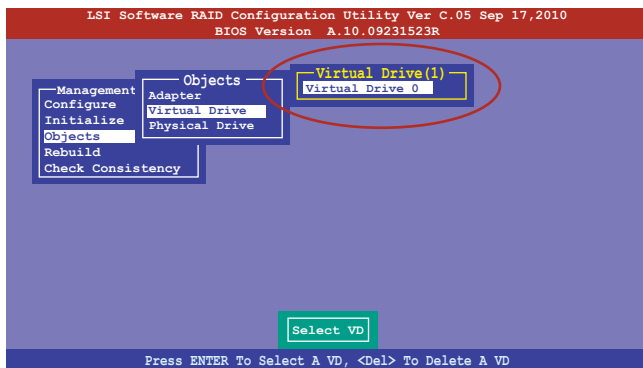 LSI Software RAID Configuration Utility Ver C.05 Sep 17,2010
BIOS Version A.10.09231523R
Management
Configure
Initialize
Objects
Rebuild
Check Consistency
Objects
Adapter
Virtual Drive
Physical Drive
Virtual Drive(1)
Virtual Drive 0
Select VD
Press ENTER To Select A VD, <Del> To Delete A VD